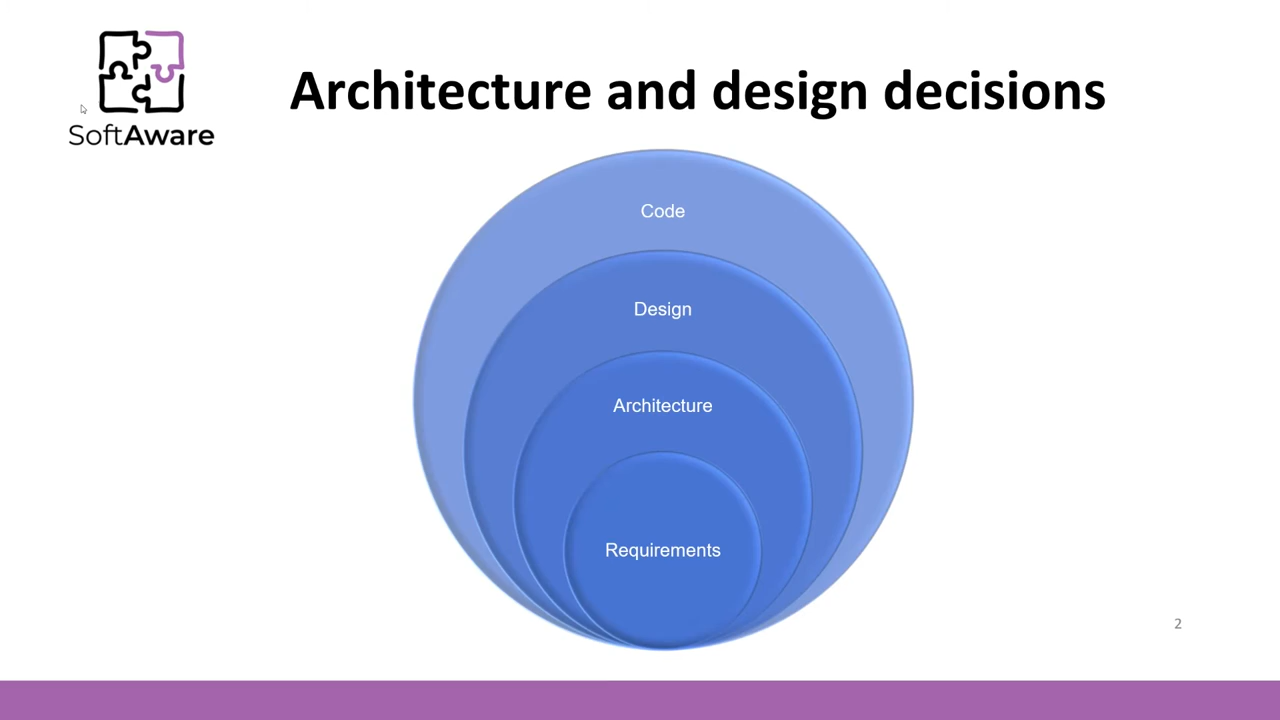 SoftAware
Architecture and design decisions
Code
Design
Architecture
Requirements
2